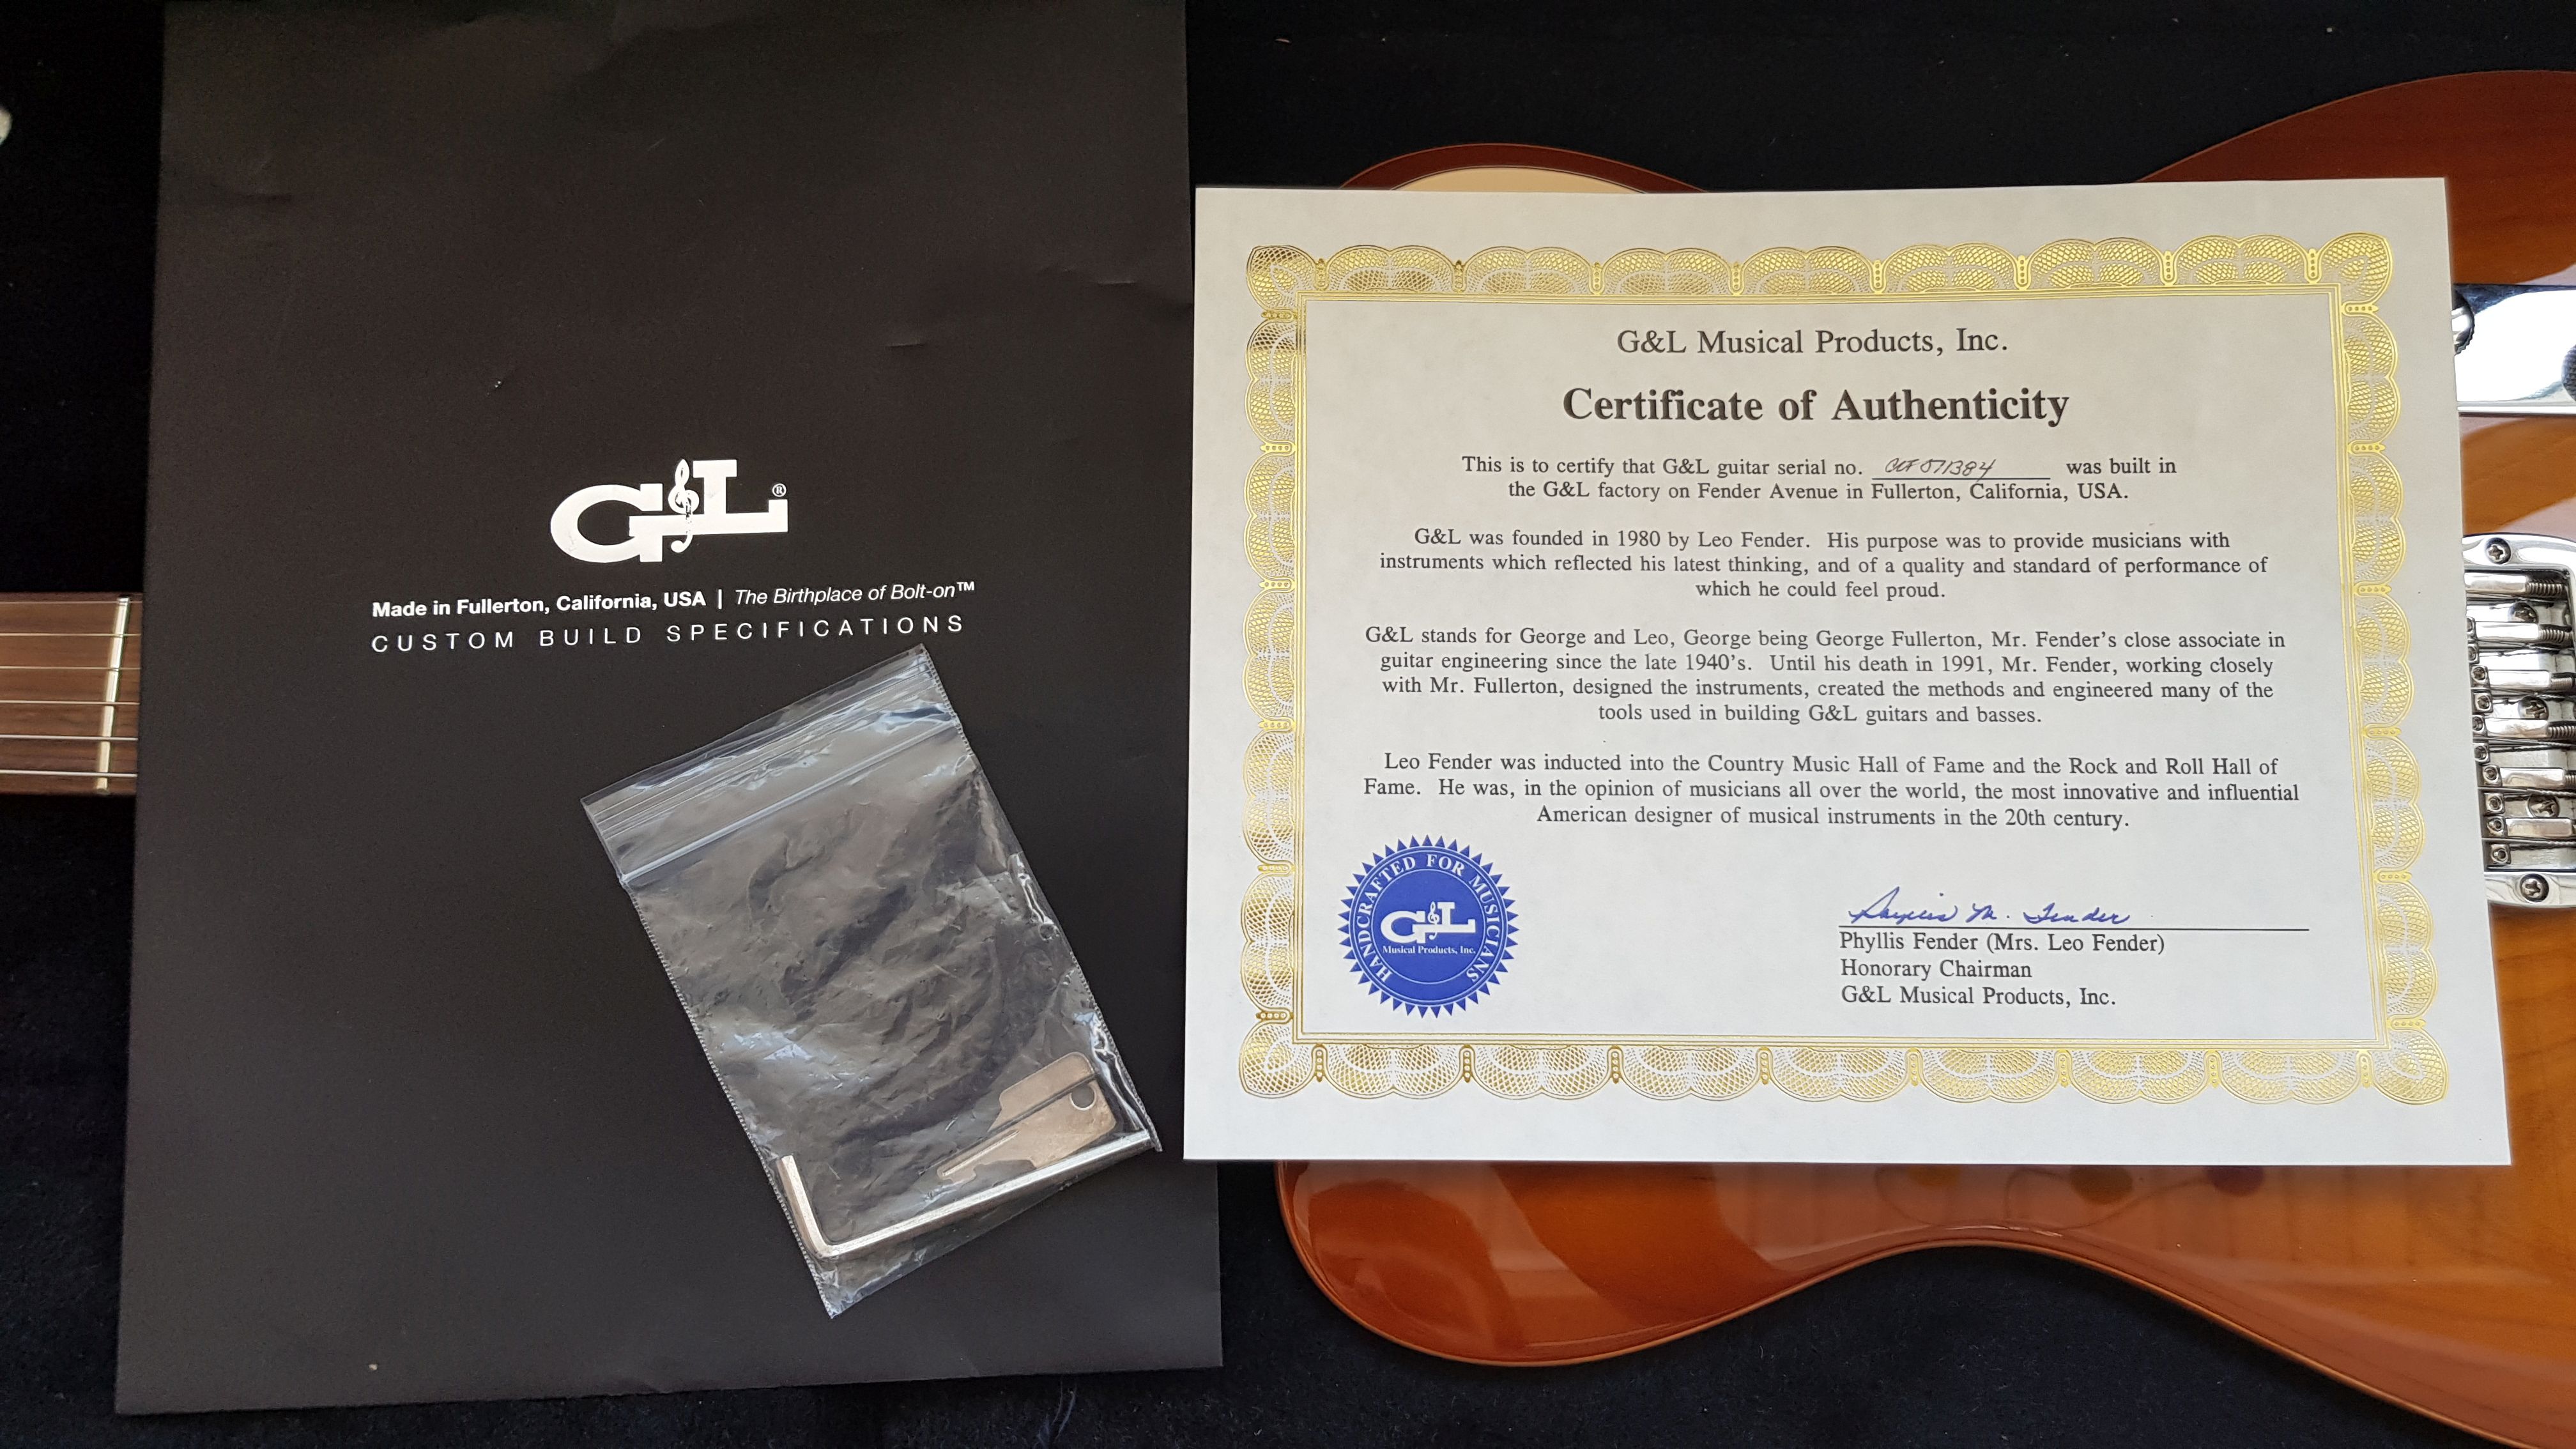 G&L®
Made in Fullerton, California, USA | The Birthplace of Bolt-on™
CUSTOM BUILD SPECIFICATIONS
G&L Musical Products, Inc.
Certificate of Authenticity
This is to certify that G&L guitar serial no. CLF071384 was built in
the G&L factory on Fender Avenue in Fullerton, California, USA.
G&L was founded in 1980 by Leo Fender. His purpose was to provide musicians with
instruments which reflected his latest thinking, and of a quality and standard of performance of
which he could feel proud.
G&L stands for George and Leo, George being George Fullerton, Mr. Fender's close associate in
guitar engineering since the late 1940's. Until his death in 1991, Mr. Fender, working closely
with Mr. Fullerton, designed the instruments, created the methods and engineered many of the
tools used in building G&L guitars and basses.
Leo Fender was inducted into the Country Music Hall of Fame and the Rock and Roll Hall of
Fame. He was, in the opinion of musicians all over the world, the most innovative and influential
American designer of musical instruments in the 20th century.
HANDCRAFTED FOR MUSICIANS
G&L
Musical Products, Inc.
Phyllis M. Fender
Phyllis Fender (Mrs. Leo Fender)
Honorary Chairman
G&L Musical Products, Inc.